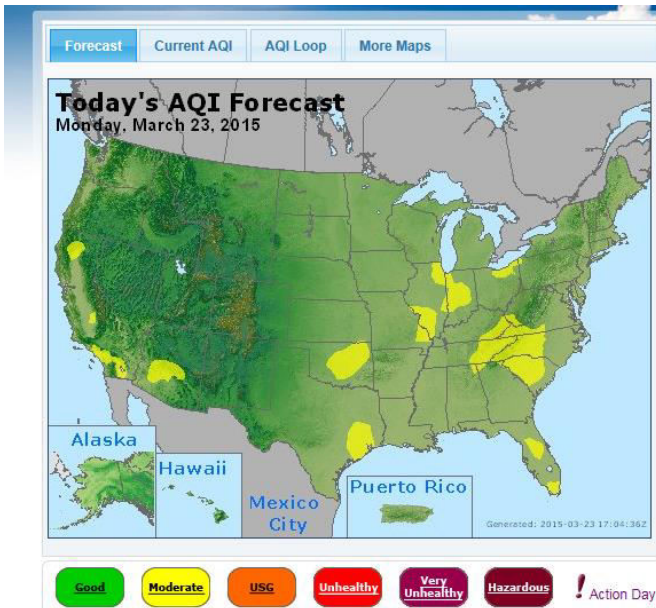 Forecast
Current AQI
AQI Loop
More Maps
Today's AQI Forecast
Monday, March 23, 2015
Alaska
Hawaii
Mexico
City
Puerto Rico
Generated: 2015-03-23 17:04:36Z
Good
Moderate
USG
Unhealthy
Very
Unhealthy
Hazardous
! Action Day